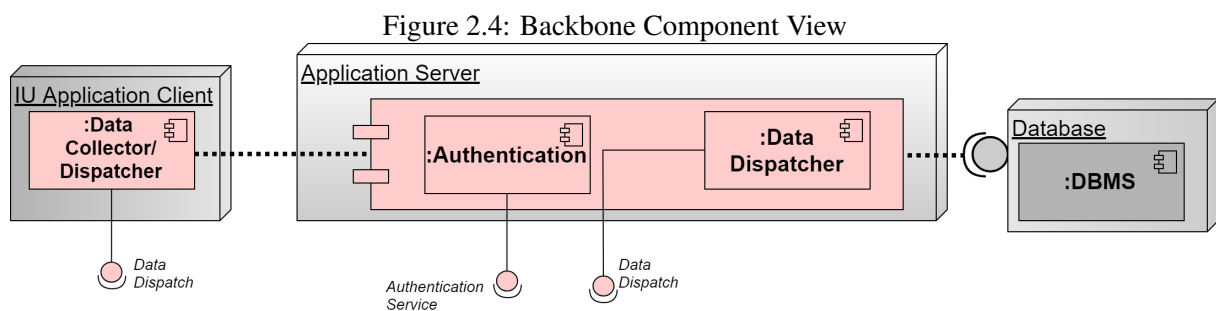 Figure 2.4: Backbone Component View
IU Application Client
:Data
Collector/
Dispatcher
Data
Dispatch
Application Server
:Authentication
Authentication
Service
:Data
Dispatcher
Data
Dispatch
Database
:DBMS